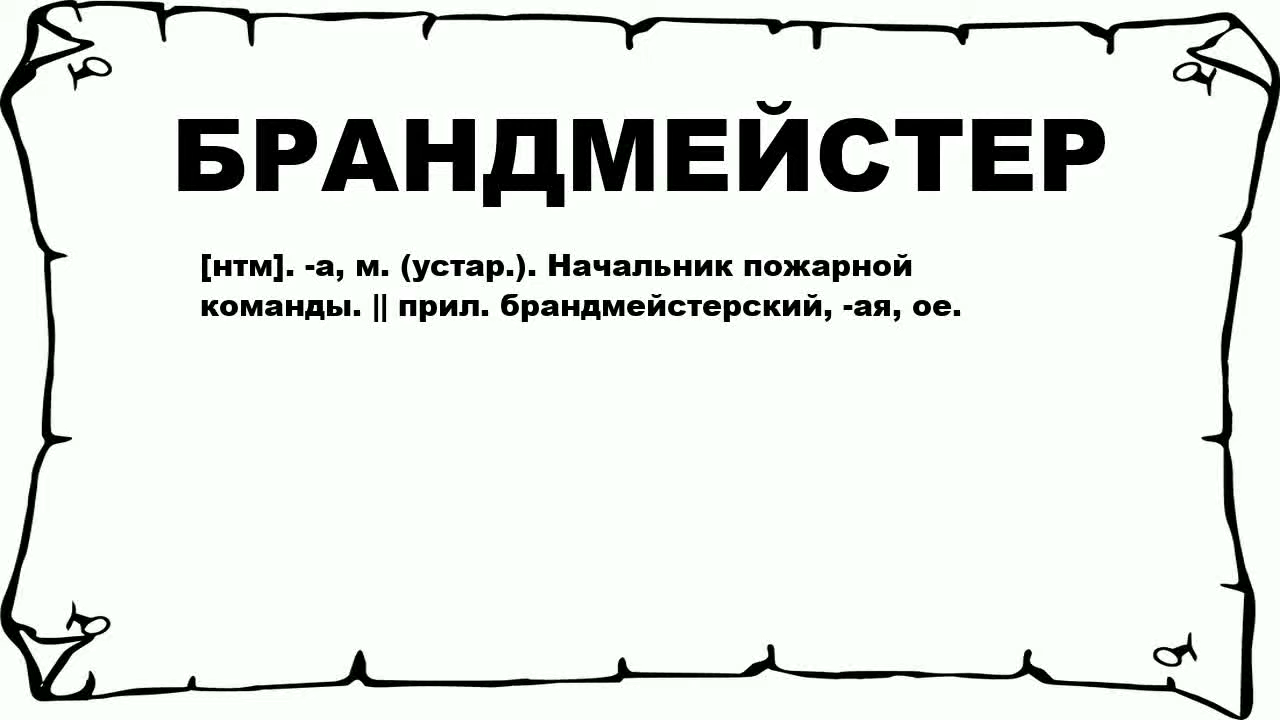 БРАНДМЕЙСТЕР
[нтм]. -а, м. (устар.). Начальник пожарной
команды. || прил. брандмейстерский, -ая, ое.